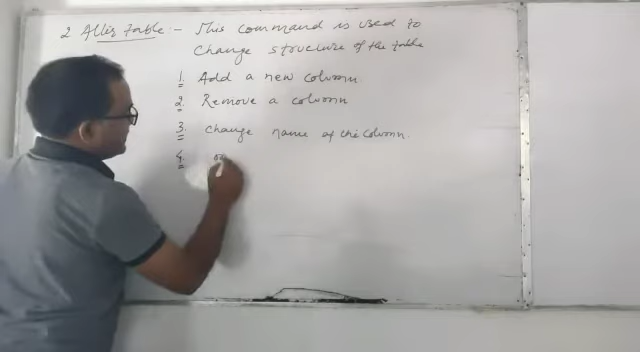 2 Alter Table:- This command is used to
change structure of the table
1. Add a new column
2. Remove a column
3. change name of the column.
4.